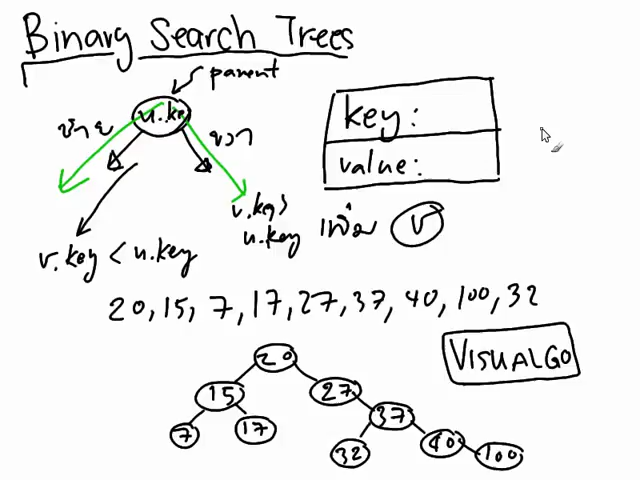 Binary Search Trees
parent
u.key
ซ้าย
ขวา
key:
value:
v.key >
u.key
v.key < u.key
เพิ่ม v
20, 15, 7, 17, 27, 37, 40, 100, 32
VISUALGO
20
15
27
7
17
37
32
40
100